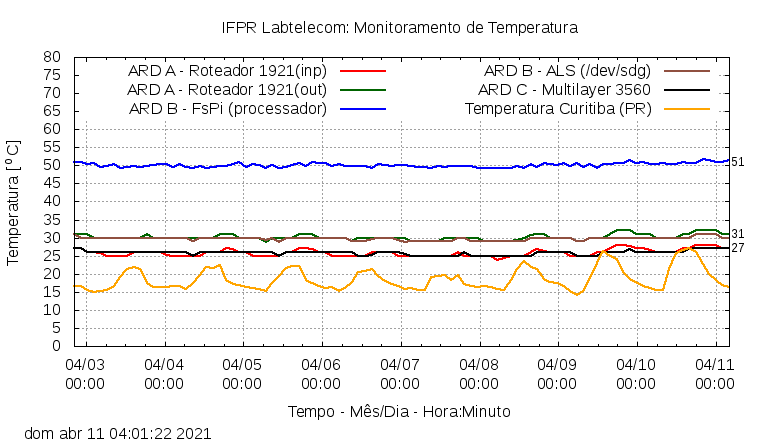 IFPR Labtelecom: Monitoramento de Temperatura
ARD A - Roteador 1921(inp)
ARD A - Roteador 1921(out)
ARD B - FsPi (processador)
ARD B - ALS (/dev/sdg)
ARD C - Multilayer 3560
Temperatura Curitiba (PR)
Temperatura [ °C]
80
75
70
65
60
55
50
45
40
35
30
25
20
15
10
5
0
51
31
27
04/03 04/04 04/05 04/06 04/07 04/08 04/09 04/10 04/11
00:00 00:00 00:00 00:00 00:00 00:00 00:00 00:00 00:00
Tempo - Mês/Dia - Hora:Minuto
dom abr 11 04:01:22 2021